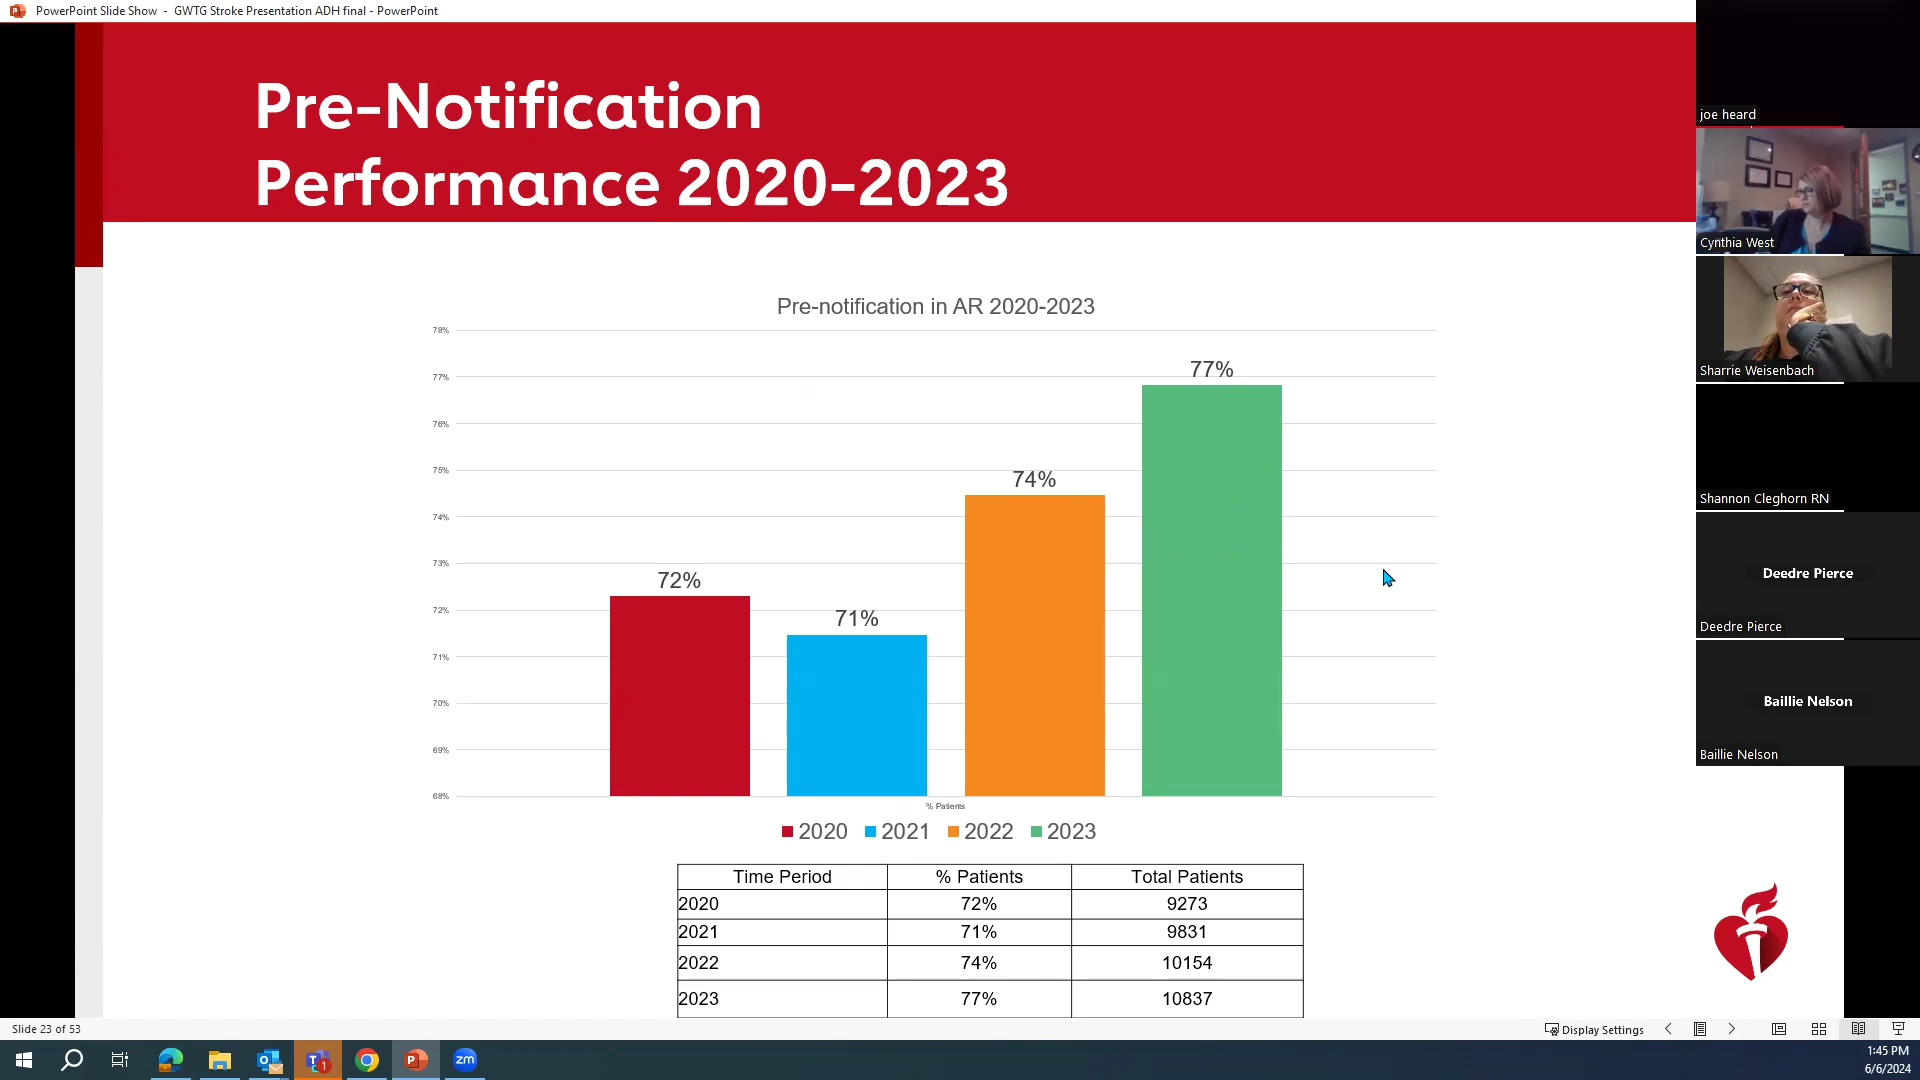 PowerPoint Slide Show - GWTG Stroke Presentation ADH final - PowerPoint
Pre-Notification
Performance 2020-2023
Pre-notification in AR 2020-2023
78%
77%
76%
75%
74%
73%
72%
71%
70%
69%
68%
72%
71%
74%
77%
% Patients
2020 2021 2022 2023
Time Period % Patients Total Patients
2020 72% 9273
2021 71% 9831
2022 74% 10154
2023 77% 10837
joe heard
Cynthia West
Sharrie Weisenbach
Shannon Cleghorn RN
Deedre Pierce
Deedre Pierce
Baillie Nelson
Baillie Nelson
Slide 23 of 53
Display Settings
zm
1
1:45 PM
6/6/2024